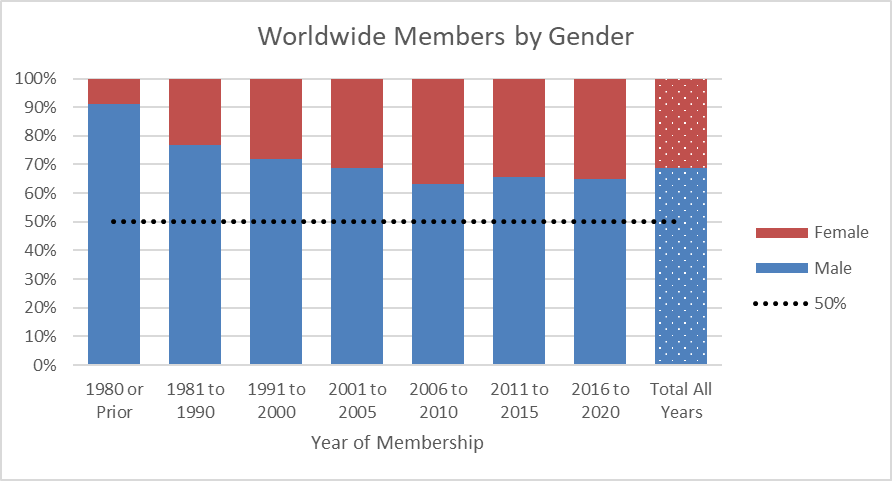 Worldwide Members by Gender
100%
90%
80%
70%
60%
50%
40%
30%
20%
10%
0%
1980 or Prior
1981 to 1990
1991 to 2000
2001 to 2005
2006 to 2010
2011 to 2015
2016 to 2020
Total All Years
Year of Membership
Female
Male
50%